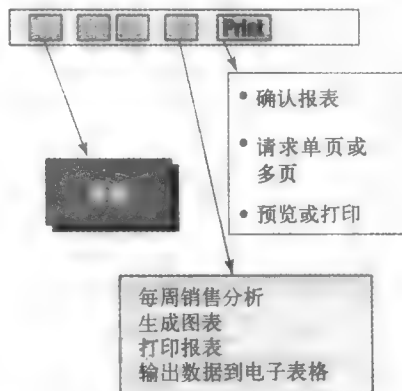 Print
• 确认报表
• 请求单页或
多页
• 预览或打印
每周销售分析
生成图表
打印报表
输出数据到电子表格